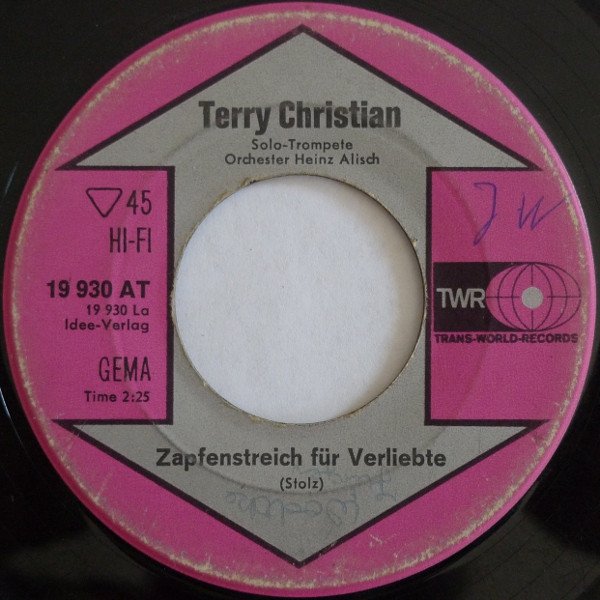 Terry Christian
Solo-Trompete
Orchester Heinz Alisch
▽45
HI-FI
19 930 AT
19 930 La
Idee-Verlag
GEMA
Time 2:25
JW
TWR
TRANS-WORLD-RECORDS
Zapfenstreich für Verliebte
(Stolz)